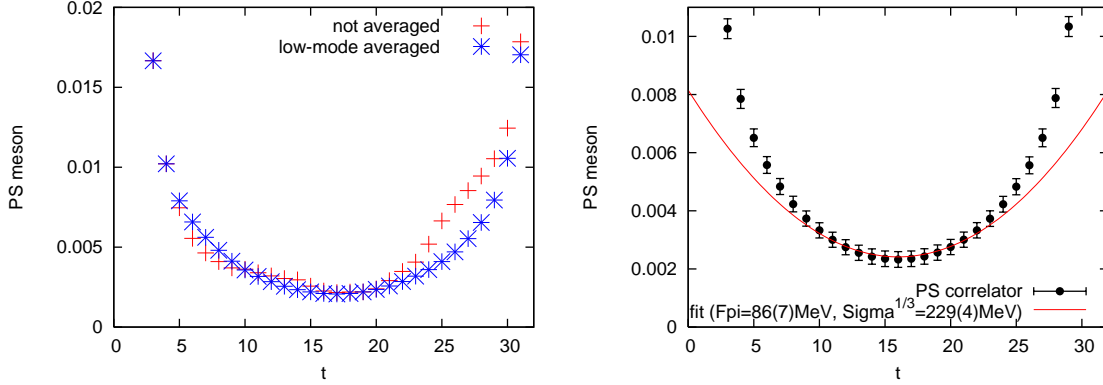 0.02
0.015
0.01
0.005
0
PS meson
0 5 10 15 20 25 30
t
not averaged
low-mode averaged
0.01
0.008
0.006
0.004
0.002
0
PS meson
0 5 10 15 20 25 30
t
PS correlator
fit (Fpi=86(7)MeV, Sigma^1/3=229(4)MeV)